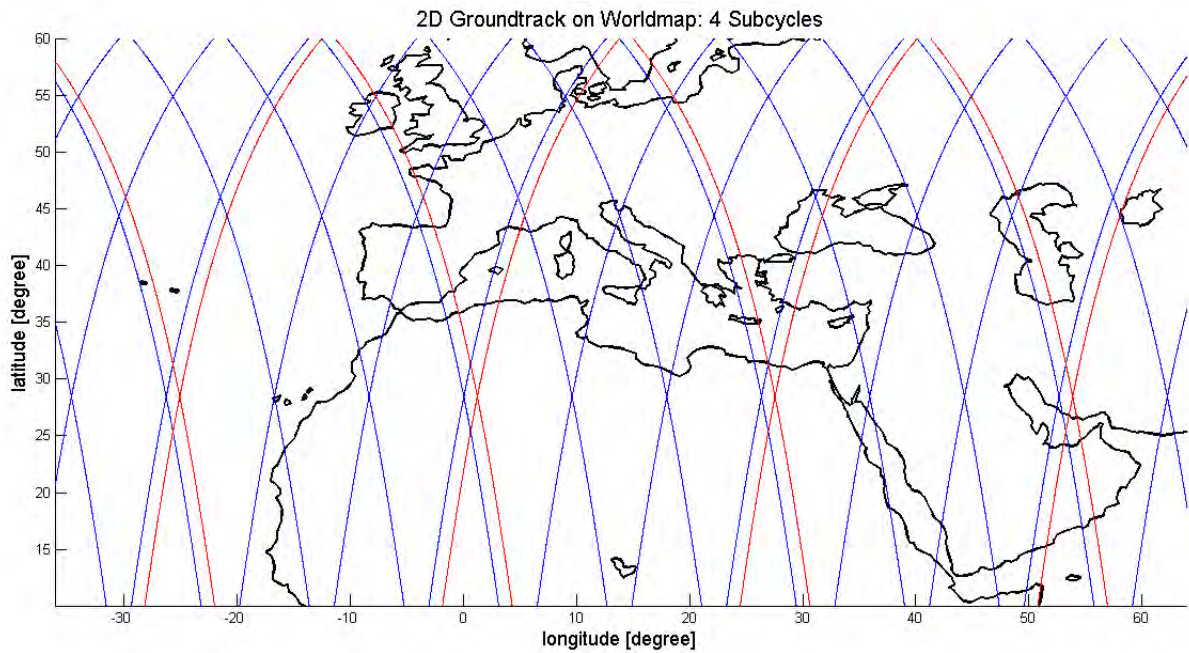 2D Groundtrack on Worldmap: 4 Subcycles
60
55
50
45
40
35
30
25
20
15
latitude [degree]
-30 -20 -10 0 10 20 30 40 50 60
longitude [degree]